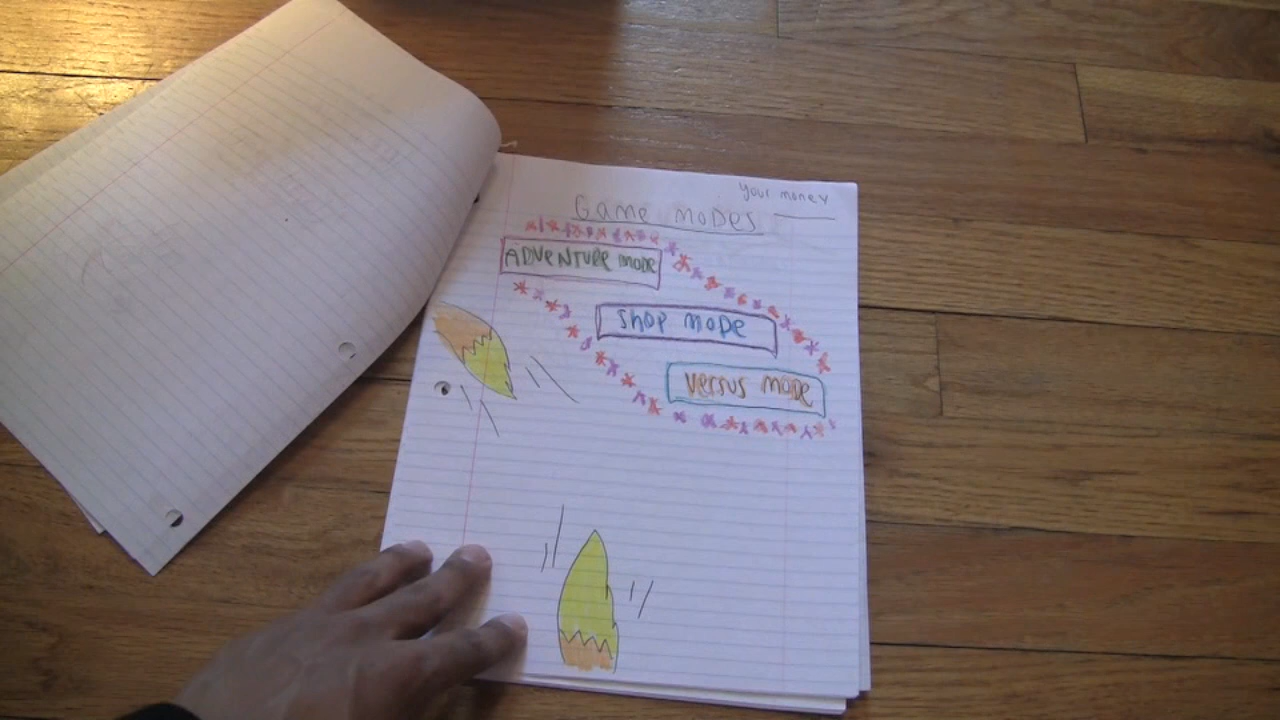 your money
Game modes
ADVENTURE MODE
Shop mode
Versus mode